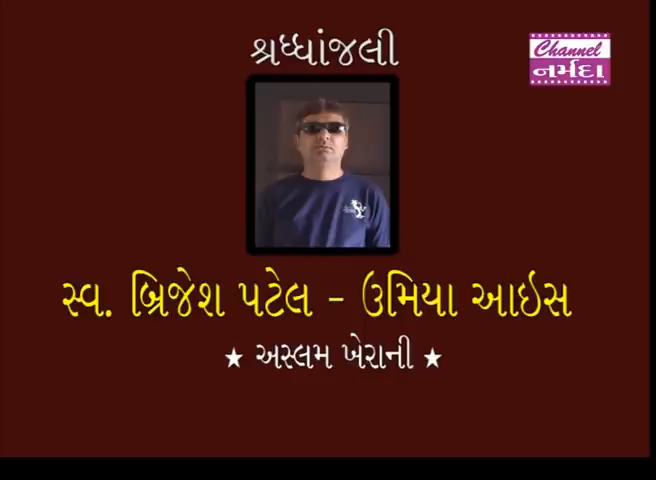 શ્રધ્ધાંજલી
Channel
નર્મદા
સ્વ. બ્રિજેશ પટેલ - ઉમિયા આઇસ
★ અસ્લમ ખેરાની ★